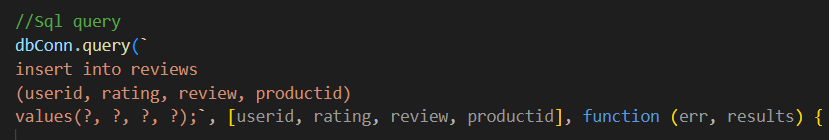 //Sql query
dbConn.query(`
insert into reviews
(userid, rating, review, productid)
values(?, ?, ?, ?);`, [userid, rating, review, productid], function (err, results) {